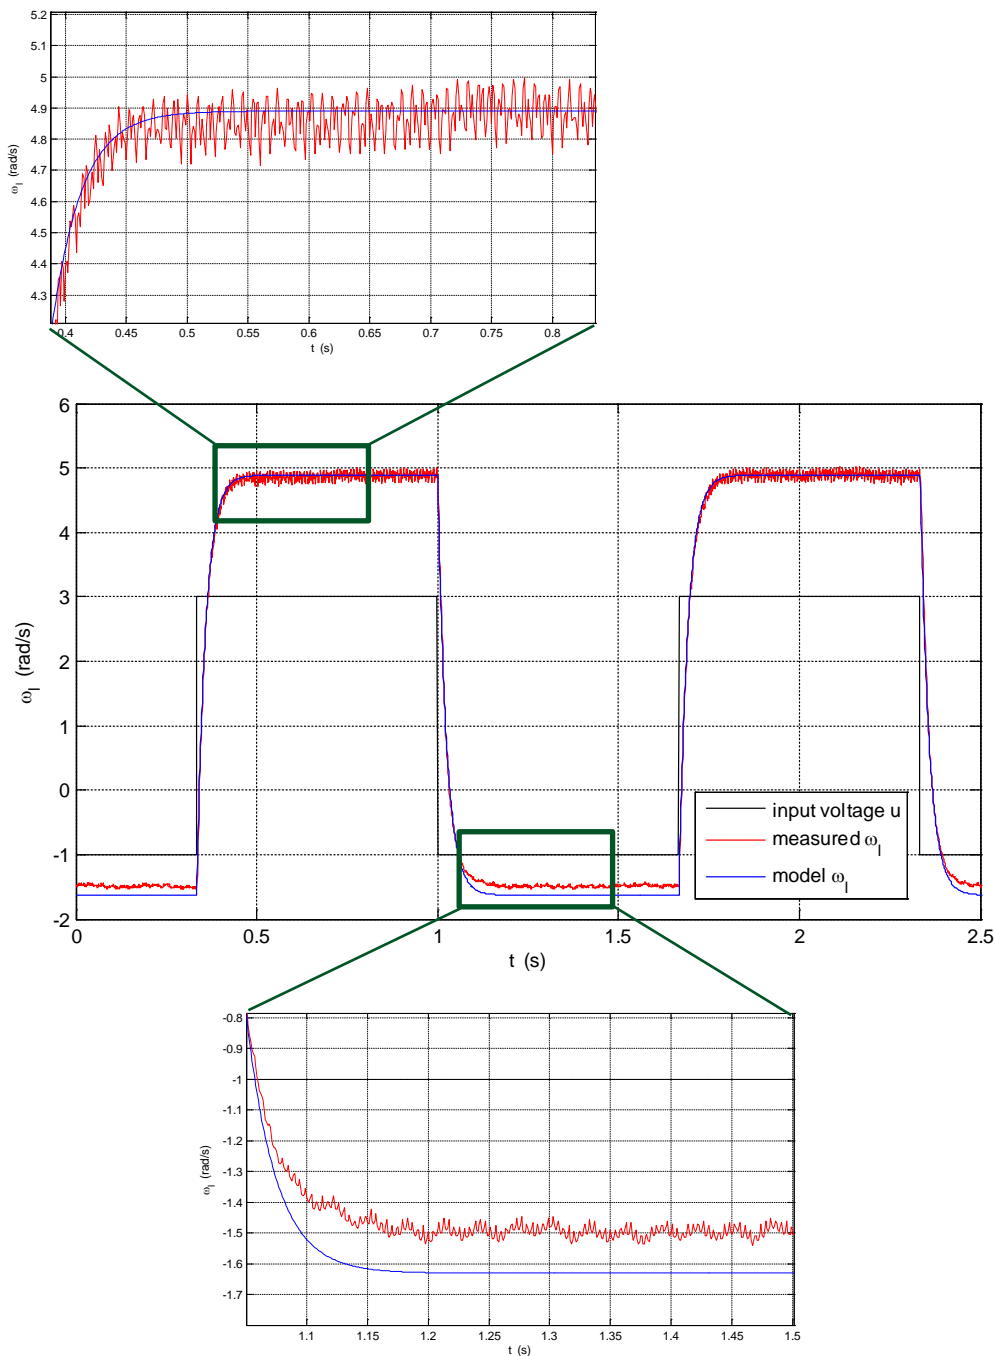 5.2
5.1
5
4.9
4.8
4.7
4.6
4.5
4.4
4.3
ω_l (rad/s)
0.4 0.45 0.5 0.55 0.6 0.65 0.7 0.75 0.8
t (s)
6
5
4
3
2
1
0
-1
-2
ω_l (rad/s)
input voltage u
measured ω_l
model ω_l
0 0.5 1 1.5 2 2.5
t (s)
-0.8
-0.9
-1
-1.1
-1.2
-1.3
-1.4
-1.5
-1.6
-1.7
ω_l (rad/s)
1.1 1.15 1.2 1.25 1.3 1.35 1.4 1.45 1.5
t (s)